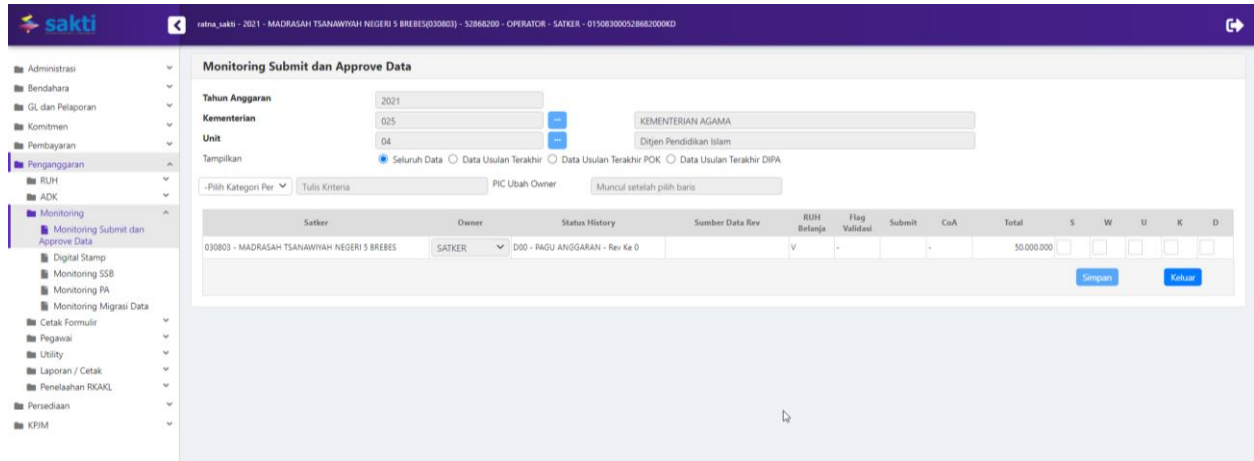 sakti
ratna_sakti - 2021 - MADRASAH TSANAWIYAH NEGERI 5 BREBES(030803) - 52868200 - OPERATOR - SATKER - 015083000528682000KD
Administrasi
Bendahara
GL dan Pelaporan
Komitmen
Pembayaran
Penganggaran
RUH
ADK
Monitoring
Monitoring Submit dan
Approve Data
Digital Stamp
Monitoring SSB
Monitoring PA
Monitoring Migrasi Data
Cetak Formulir
Pegawai
Utility
Laporan / Cetak
Penelaahan RKAKL
Persediaan
KPJM
Monitoring Submit dan Approve Data
Tahun Anggaran 2021
Kementerian 025 ... KEMENTERIAN AGAMA
Unit 04 ... Ditjen Pendidikan Islam
Tampilkan Seluruh Data Data Usulan Terakhir Data Usulan Terakhir POK Data Usulan Terakhir DIPA
-Pilih Kategori Per Tulis Kriteria PIC Ubah Owner Muncul setelah pilih baris
Satker Owner Status History Sumber Data Rev RUH Belanja Flag Validasi Submit CoA Total S W U K D
030803 - MADRASAH TSANAWIYAH NEGERI 5 BREBES SATKER D00 - PAGU ANGGARAN - Rev Ke 0 V - - 50.000.000
Simpan Keluar